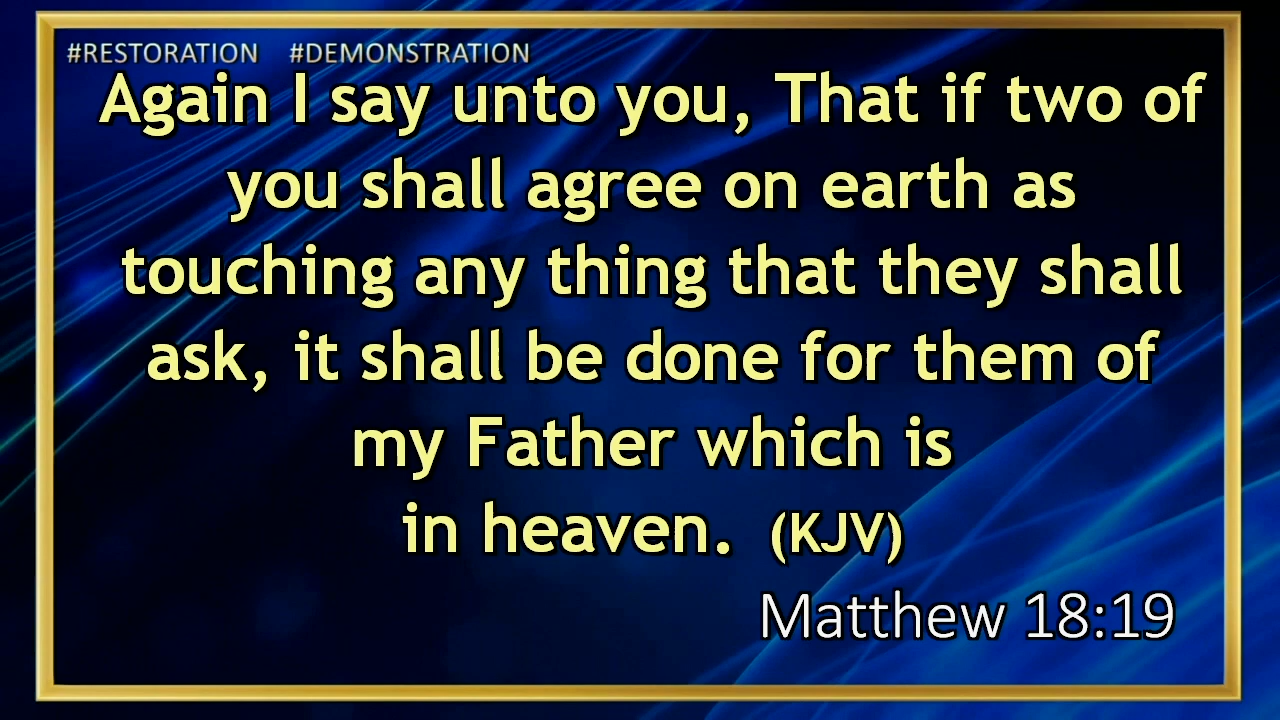 #RESTORATION #DEMONSTRATION
Again I say unto you, That if two of
you shall agree on earth as
touching any thing that they shall
ask, it shall be done for them of
my Father which is
in heaven. (KJV)
Matthew 18:19